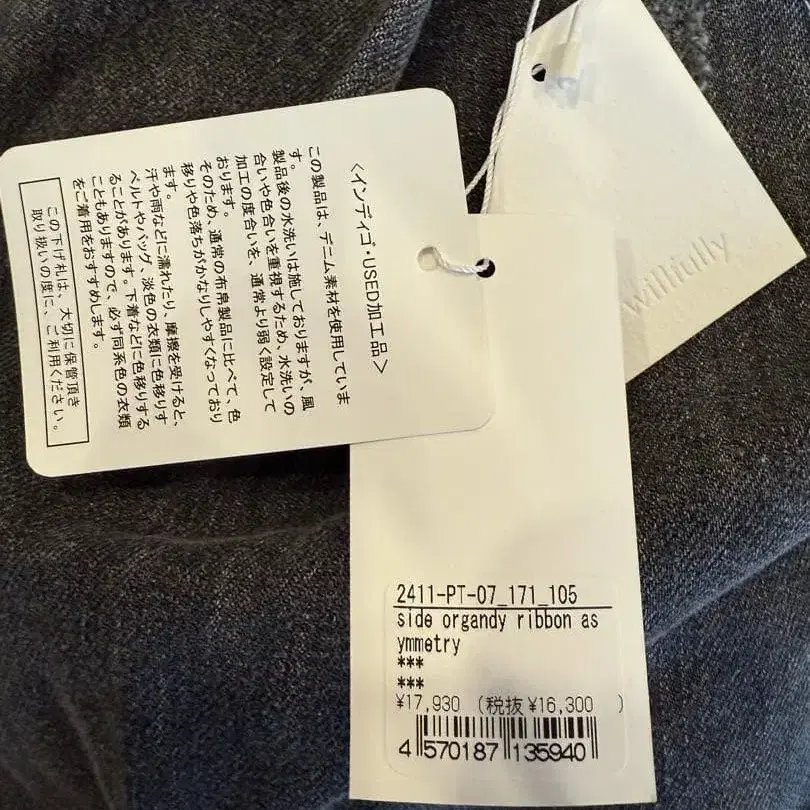 〈インディゴ・USED加工品〉
この製品は、デニム素材を使用していま
す。
製品後の水洗いは施しておりますが、風
合いや色合いを重視するため、水洗いの
加工の度合いを、通常より弱く設定して
おります。
そのため、通常の布帛製品に比べて、色
移りや色落ちがかなりしやすくなっており
ます。
汗や雨などに濡れたり、摩擦を受けると、
ベルトやバッグ、淡色の衣類に色移りす
ることがあります。下着などに色移りする
こともありますので、必ず同系色の衣類
をご着用をおすすめします。
この下げ札は、大切に保管頂き
取り扱いの度に、ご利用ください。
willfully
2411-PT-07_171_105
side organdy ribbon as
ymmetry
***
***
¥17,930 (税抜 ¥16,300 )
4 570187 135940